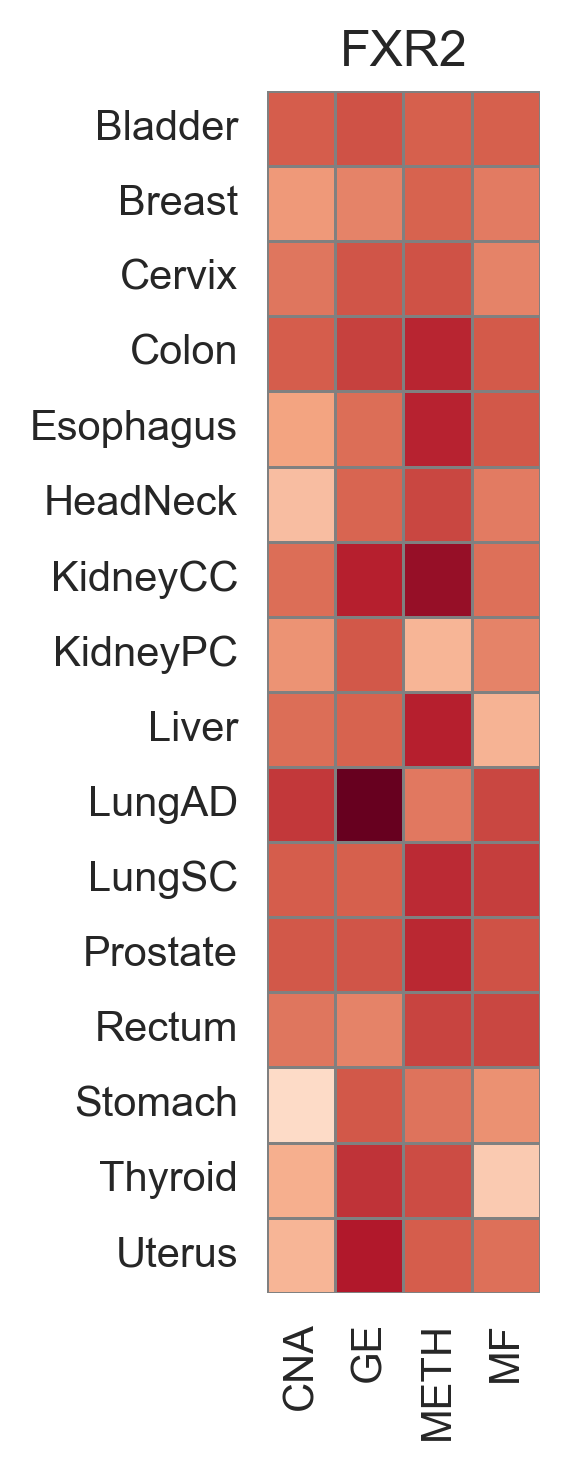 FXR2
Bladder
Breast
Cervix
Colon
Esophagus
HeadNeck
KidneyCC
KidneyPC
Liver
LungAD
LungSC
Prostate
Rectum
Stomach
Thyroid
Uterus
CNA
GE
METH
MF